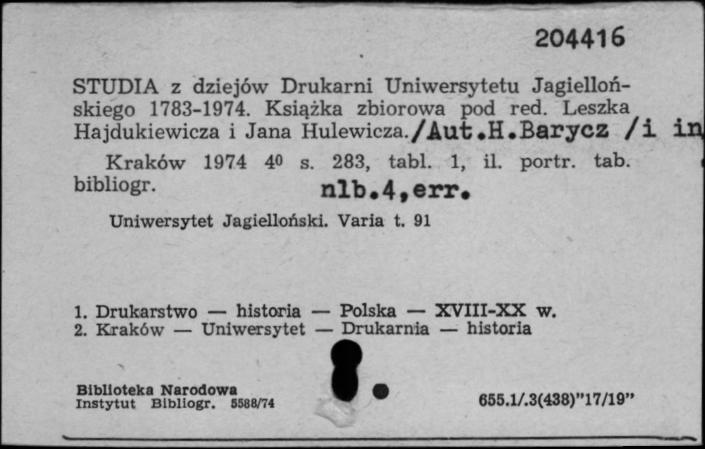 204416
STUDIA z dziejów Drukarni Uniwersytetu Jagielloń-
skiego 1783-1974. Książka zbiorowa pod red. Leszka
Hajdukiewicza i Jana Hulewicza./Aut.H.Barycz /i in
Kraków 1974 4⁰ s. 283, tabl. 1, il. portr. tab.
bibliogr. nlb.4,err.
Uniwersytet Jagielloński. Varia t. 91
1. Drukarstwo — historia — Polska — XVIII-XX w.
2. Kraków — Uniwersytet — Drukarnia — historia
Biblioteka Narodowa
Instytut Bibliogr. 5588/74 655.1/.3(438)"17/19"